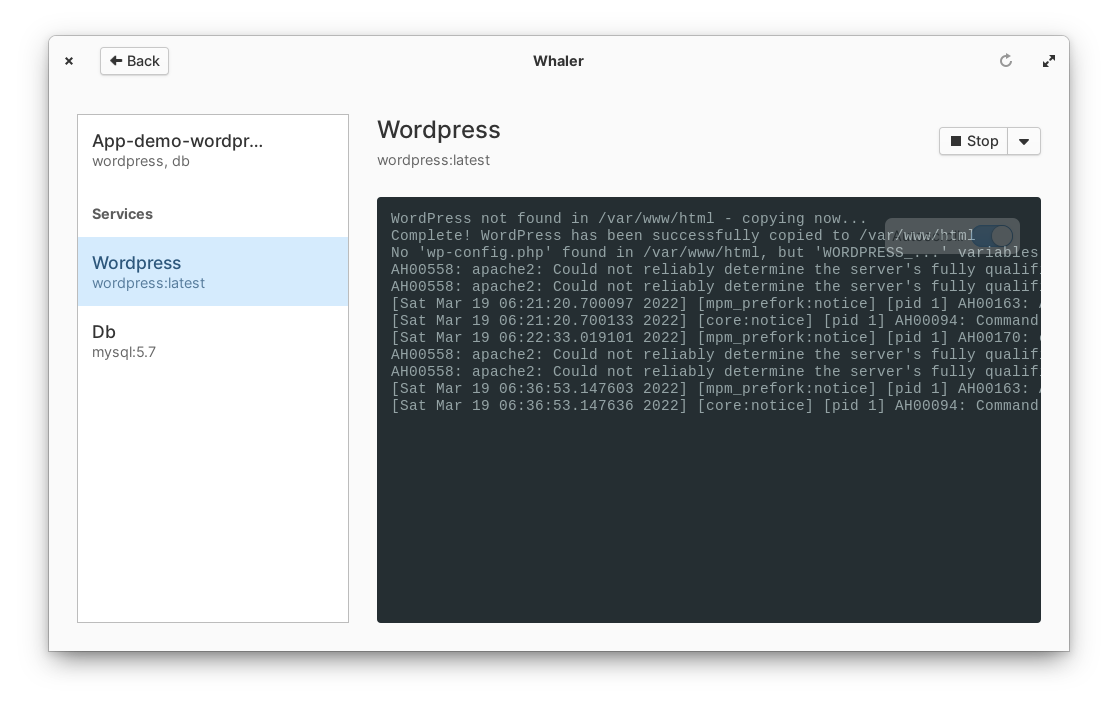 Back
Whaler
App-demo-wordpr...
wordpress, db
Services
Wordpress
wordpress:latest
Db
mysql:5.7
Wordpress
wordpress:latest
Stop
WordPress not found in /var/www/html - copying now...
Complete! WordPress has been successfully copied to /var/www/html
No 'wp-config.php' found in /var/www/html, but 'WORDPRESS_...' variables
AH00558: apache2: Could not reliably determine the server's fully qualif
AH00558: apache2: Could not reliably determine the server's fully qualif
[Sat Mar 19 06:21:20.700097 2022] [mpm_prefork:notice] [pid 1] AH00163:
[Sat Mar 19 06:21:20.700133 2022] [core:notice] [pid 1] AH00094: Command
[Sat Mar 19 06:22:33.019101 2022] [mpm_prefork:notice] [pid 1] AH00170:
AH00558: apache2: Could not reliably determine the server's fully qualif
AH00558: apache2: Could not reliably determine the server's fully qualif
[Sat Mar 19 06:36:53.147603 2022] [mpm_prefork:notice] [pid 1] AH00163:
[Sat Mar 19 06:36:53.147636 2022] [core:notice] [pid 1] AH00094: Command